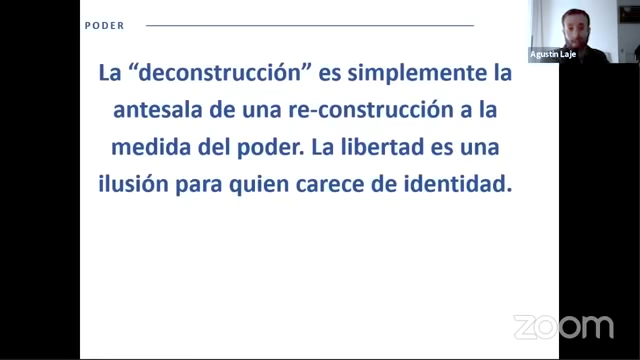 PODER
Agustin Laje
La “deconstrucción” es simplemente la
antesala de una re-construcción a la
medida del poder. La libertad es una
ilusión para quien carece de identidad.
zoom